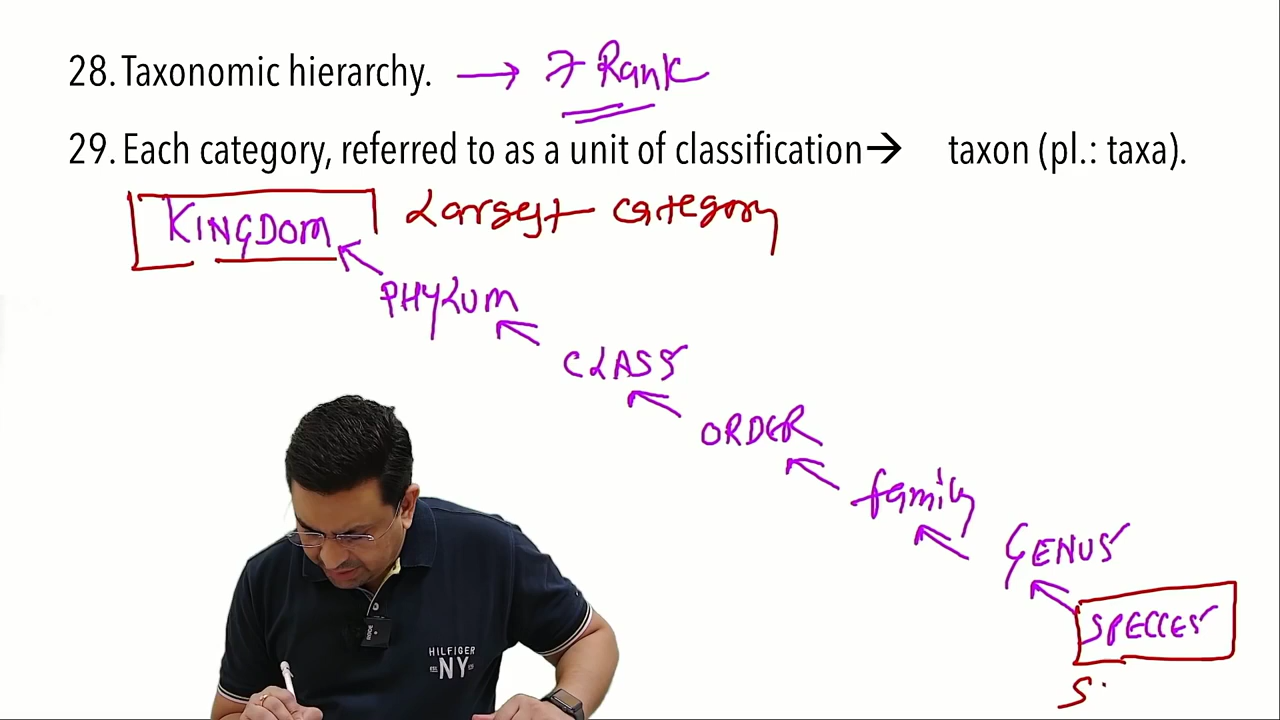 28. Taxonomic hierarchy. → 7 Rank
29. Each category, referred to as a unit of classification→ taxon (pl.: taxa).
KINGDOM Largest category
PHYLUM
CLASS
ORDER
family
GENUS
SPECIES
S
HILFIGER
NY